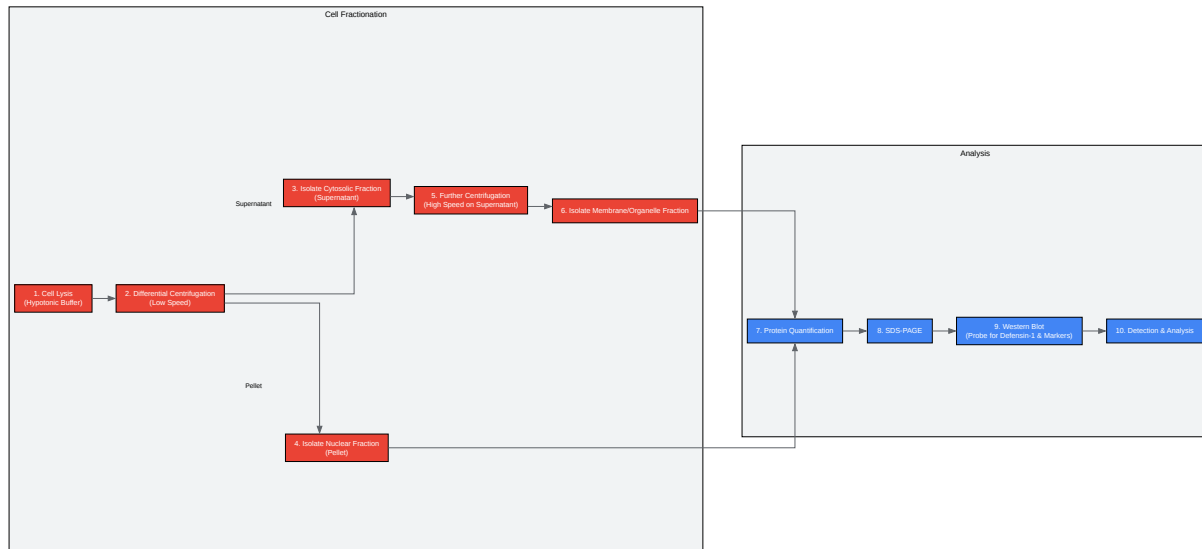 Cell Fractionation
1. Cell Lysis
(Hypotonic Buffer)
2. Differential Centrifugation
(Low Speed)
Supernatant
3. Isolate Cytosolic Fraction
(Supernatant)
5. Further Centrifugation
(High Speed on Supernatant)
6. Isolate Membrane/Organelle Fraction
Pellet
4. Isolate Nuclear Fraction
(Pellet)
Analysis
7. Protein Quantification
8. SDS-PAGE
9. Western Blot
(Probe for Defensin-1 & Markers)
10. Detection & Analysis